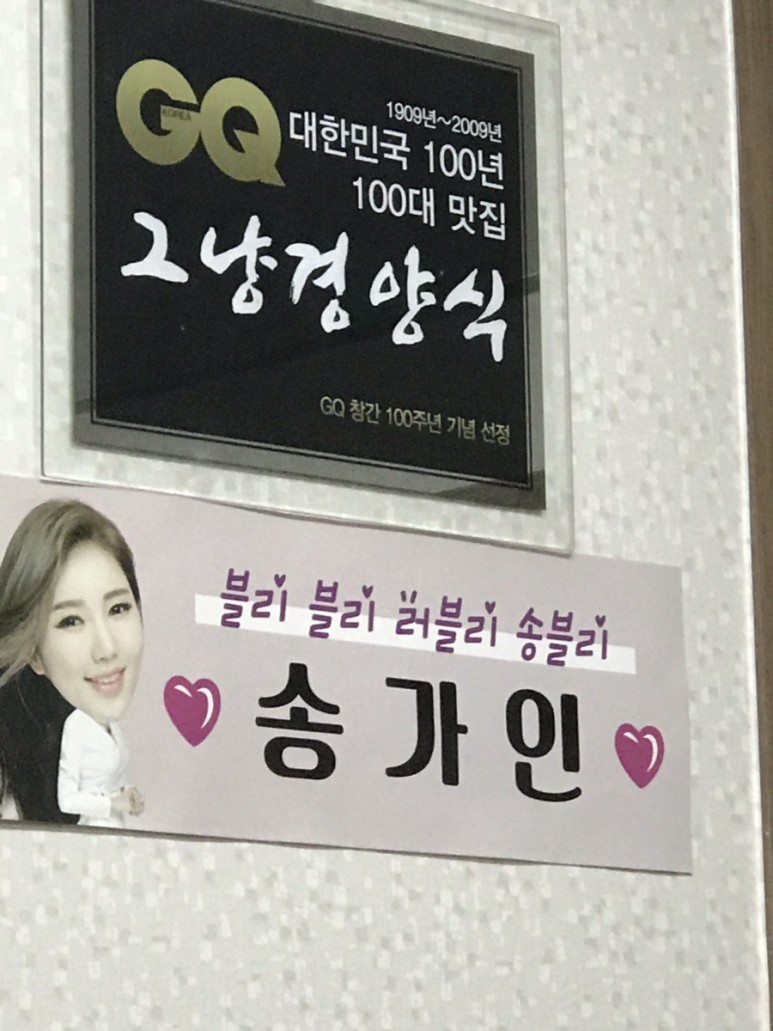 GQ
KOREA
1909년~2009년
대한민국 100년
100대 맛집
그냥경양식
GQ 창간 100주년 기념 선정
블리 블리 러블리 송블리
송가인